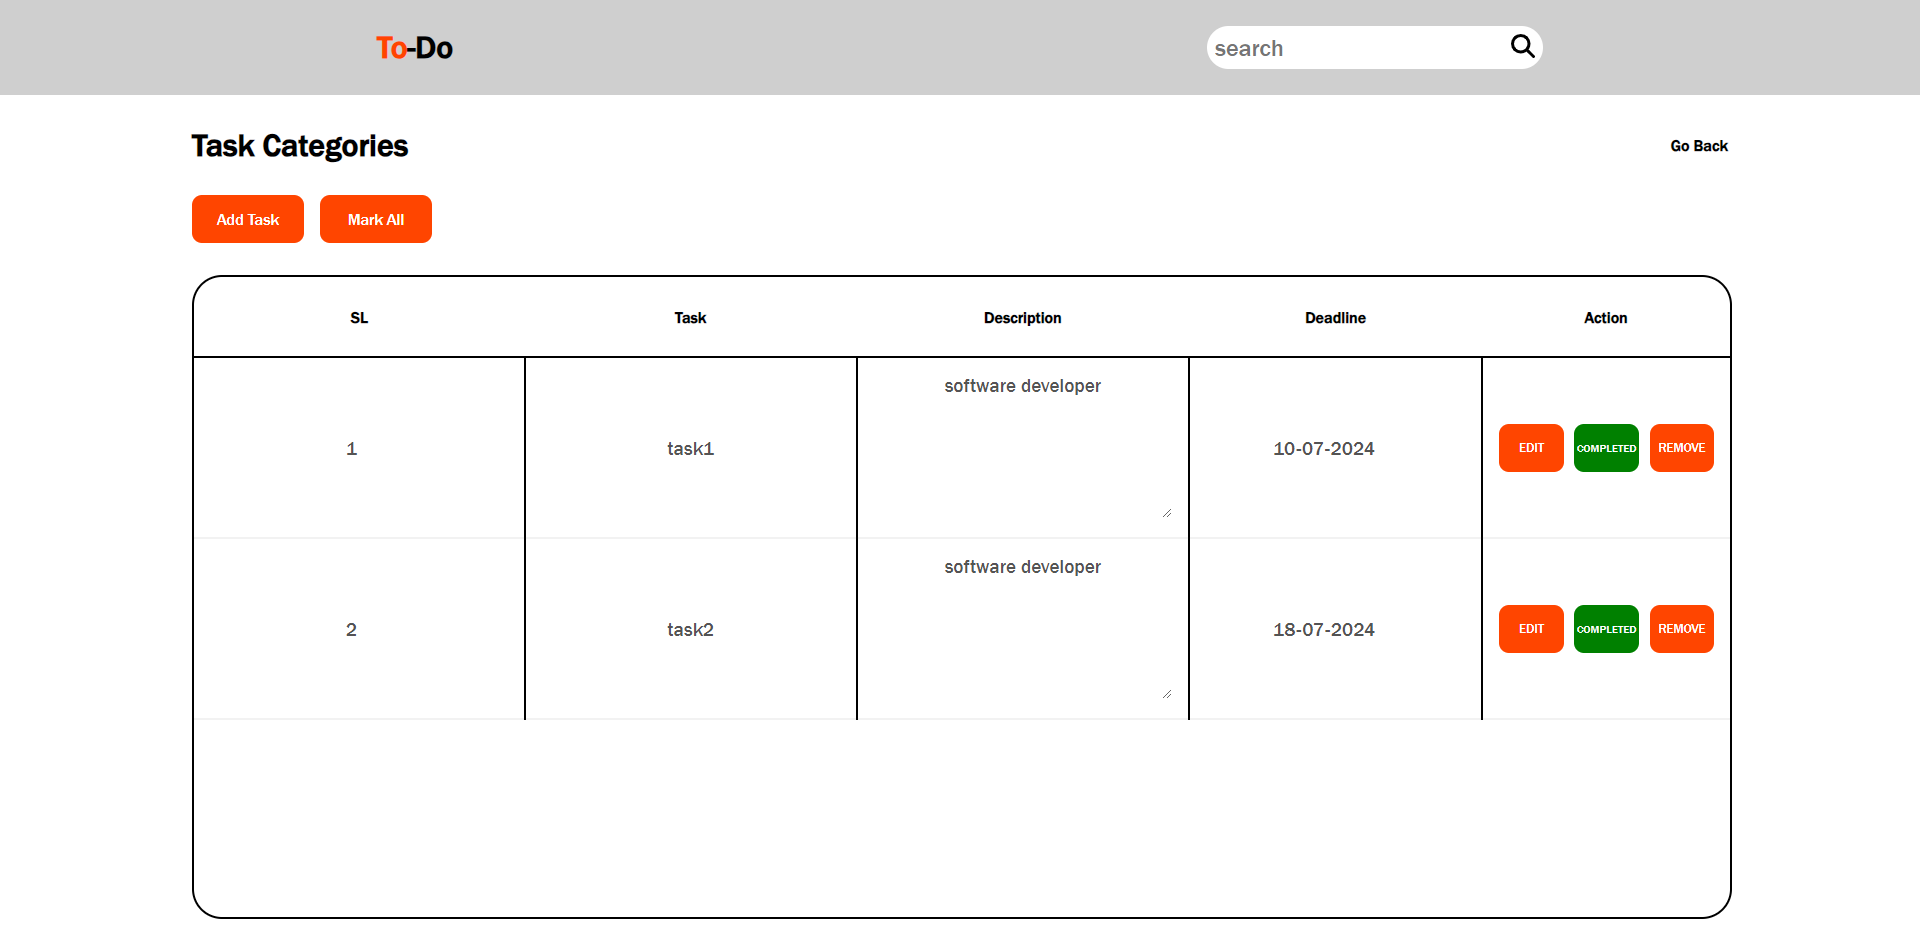 To-Do
search
Task Categories
Go Back
Add Task
Mark All
SL
Task
Description
Deadline
Action
1
task1
software developer
10-07-2024
EDIT
COMPLETED
REMOVE
2
task2
software developer
18-07-2024
EDIT
COMPLETED
REMOVE